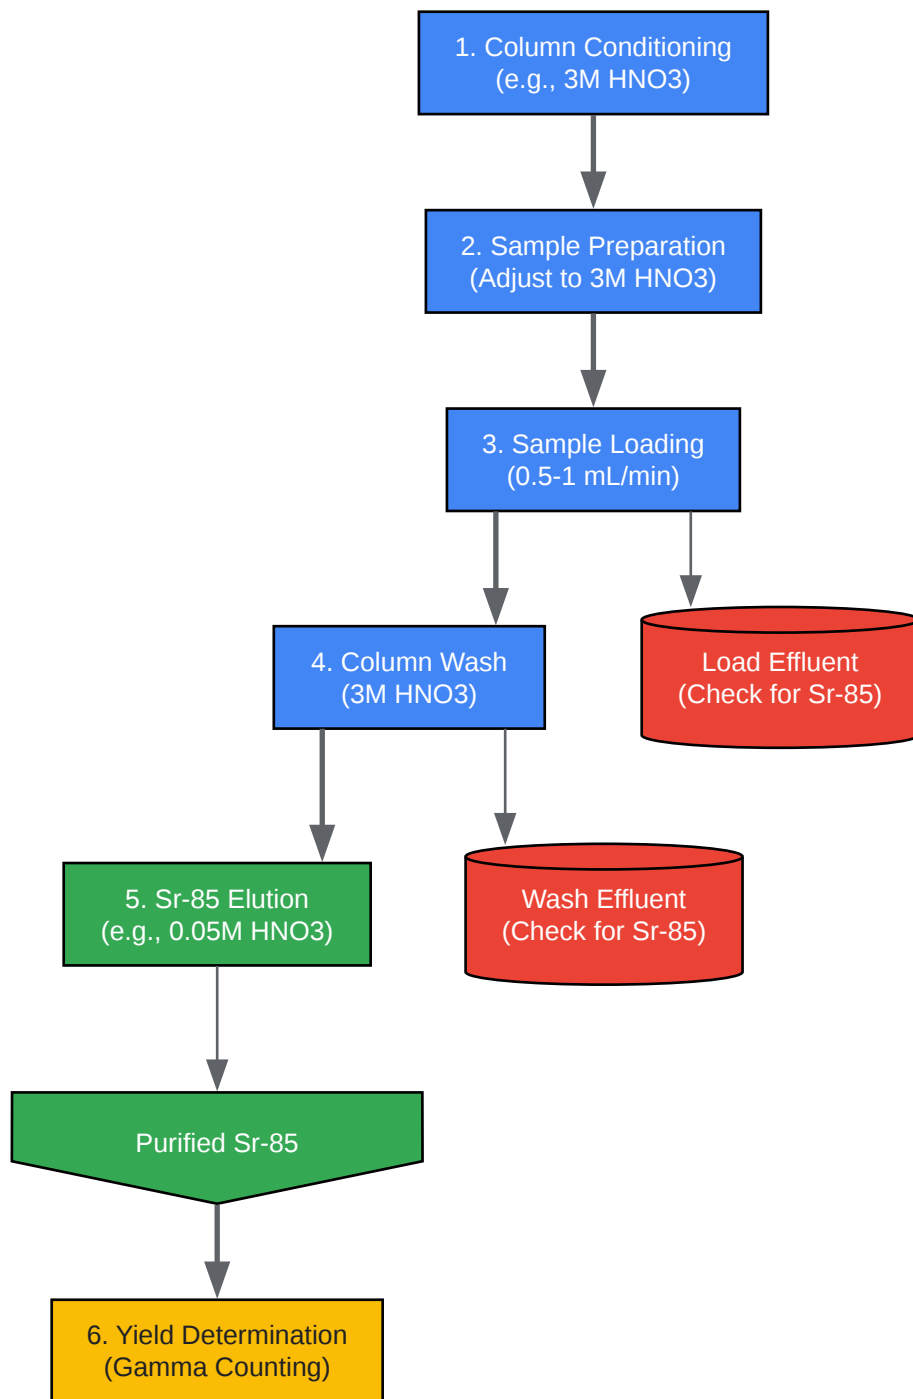 1. Column Conditioning
(e.g., 3M HNO3)
2. Sample Preparation
(Adjust to 3M HNO3)
3. Sample Loading
(0.5-1 mL/min)
4. Column Wash
(3M HNO3)
Load Effluent
(Check for Sr-85)
5. Sr-85 Elution
(e.g., 0.05M HNO3)
Wash Effluent
(Check for Sr-85)
Purified Sr-85
6. Yield Determination
(Gamma Counting)